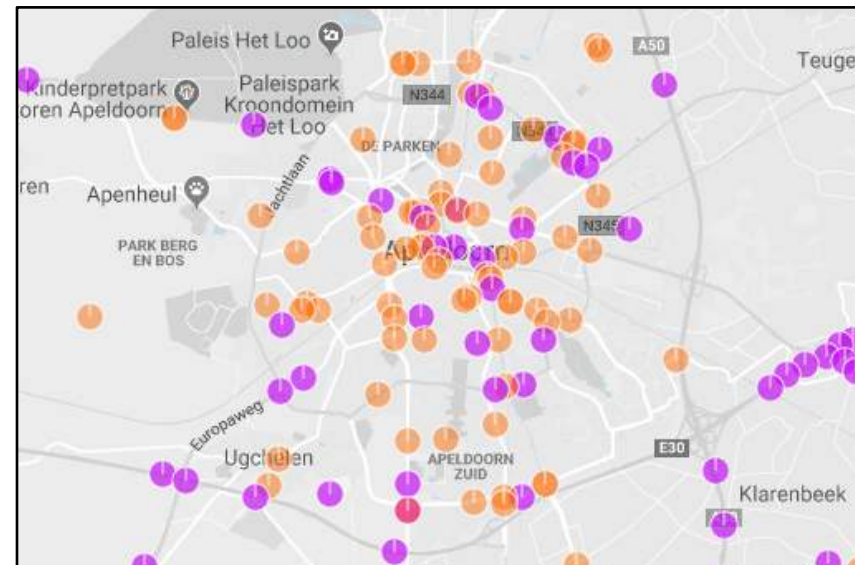 Paleis Het Loo
A50
Teuge
Kinderpretpark
oren Apeldoorn
Paleispark
Kroondomein
Het Loo
N344
DE PARKEN
ren
Apenheul
N345
PARK BERG
EN BOS
Europaweg
Ugchelen
APELDOORN
ZUID
E30
Klarenbeek